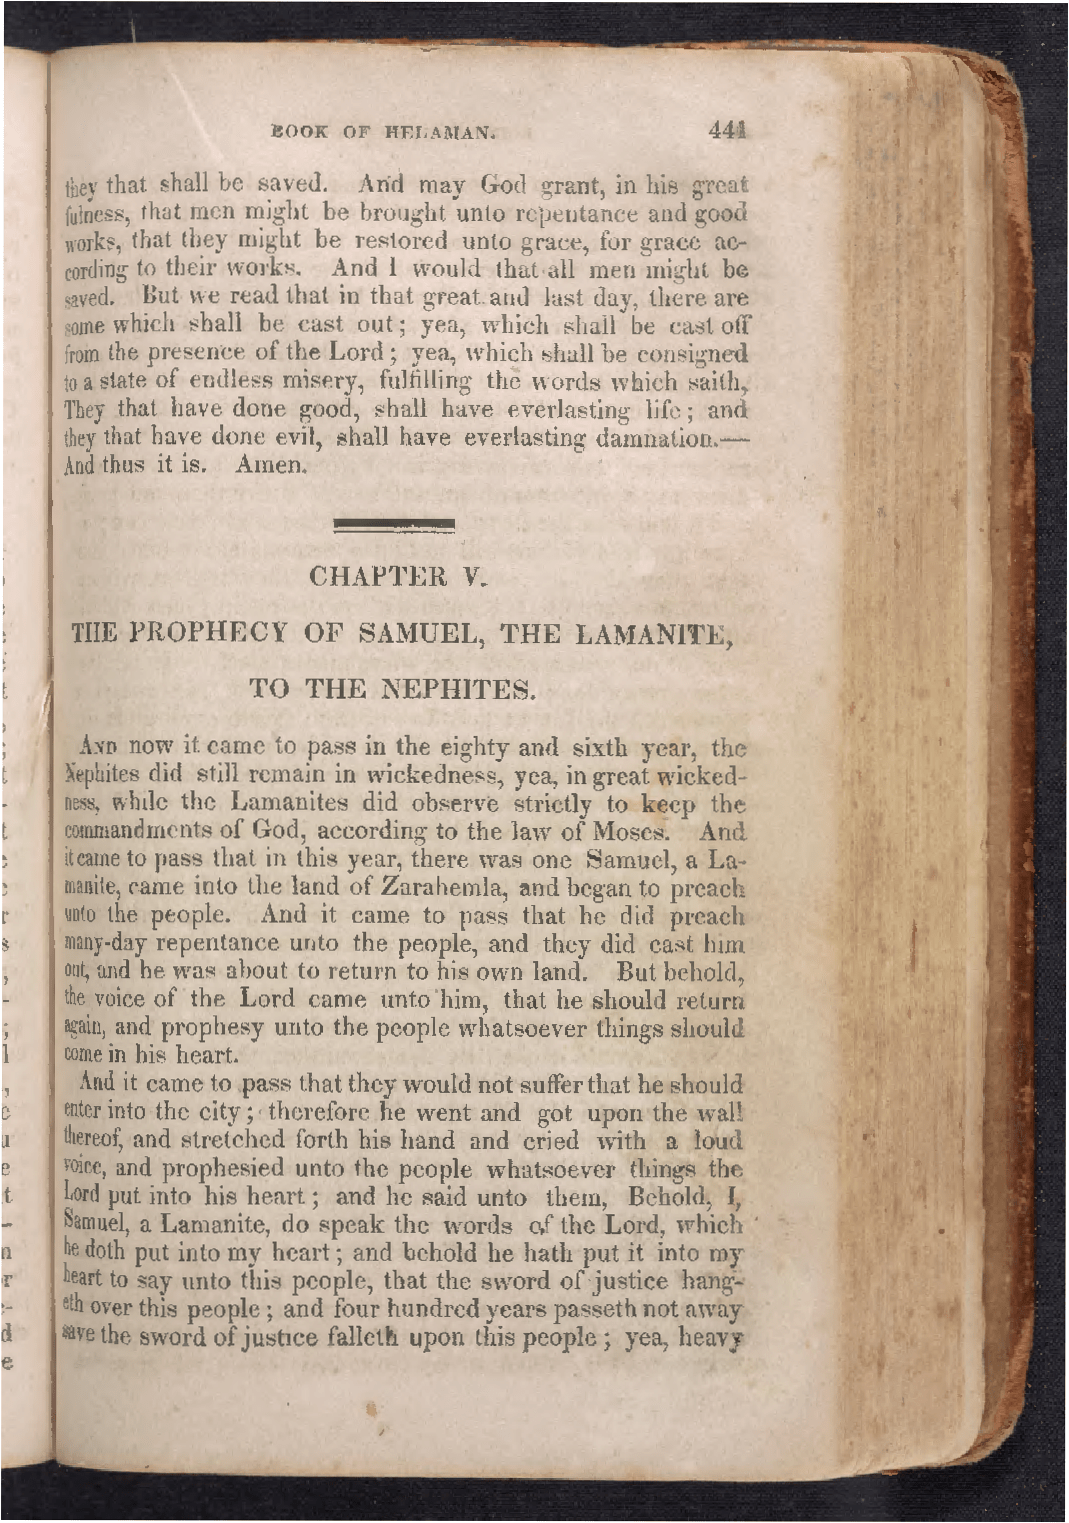 BOOK OF HELAMAN. 441
they that shall be saved. And may God grant, in his great
fulness, that men might be brought unto repentance and good
works, that they might be restored unto grace, for grace ac-
cording to their works. And I would that all men might be
saved. But we read that in that great and last day, there are
some which shall be cast out; yea, which shall be cast off
from the presence of the Lord; yea, which shall be consigned
to a state of endless misery, fulfilling the words which saith,
They that have done good, shall have everlasting life; and
they that have done evil, shall have everlasting damnation.—
And thus it is. Amen.
CHAPTER V.
THE PROPHECY OF SAMUEL, THE LAMANITE,
TO THE NEPHITES.
AND now it came to pass in the eighty and sixth year, the
Nephites did still remain in wickedness, yea, in great wicked-
ness, while the Lamanites did observe strictly to keep the
commandments of God, according to the law of Moses. And
it came to pass that in this year, there was one Samuel, a La-
manite, came into the land of Zarahemla, and began to preach
unto the people. And it came to pass that he did preach
many-day repentance unto the people, and they did cast him
out, and he was about to return to his own land. But behold,
the voice of the Lord came unto him, that he should return
again, and prophesy unto the people whatsoever things should
come in his heart.
And it came to pass that they would not suffer that he should
enter into the city; therefore he went and got upon the wall
thereof, and stretched forth his hand and cried with a loud
voice, and prophesied unto the people whatsoever things the
Lord put into his heart; and he said unto them, Behold, I,
Samuel, a Lamanite, do speak the words of the Lord, which
he doth put into my heart; and behold he hath put it into my
heart to say unto this people, that the sword of justice hang-
eth over this people; and four hundred years passeth not away
save the sword of justice falleth upon this people; yea, heavy